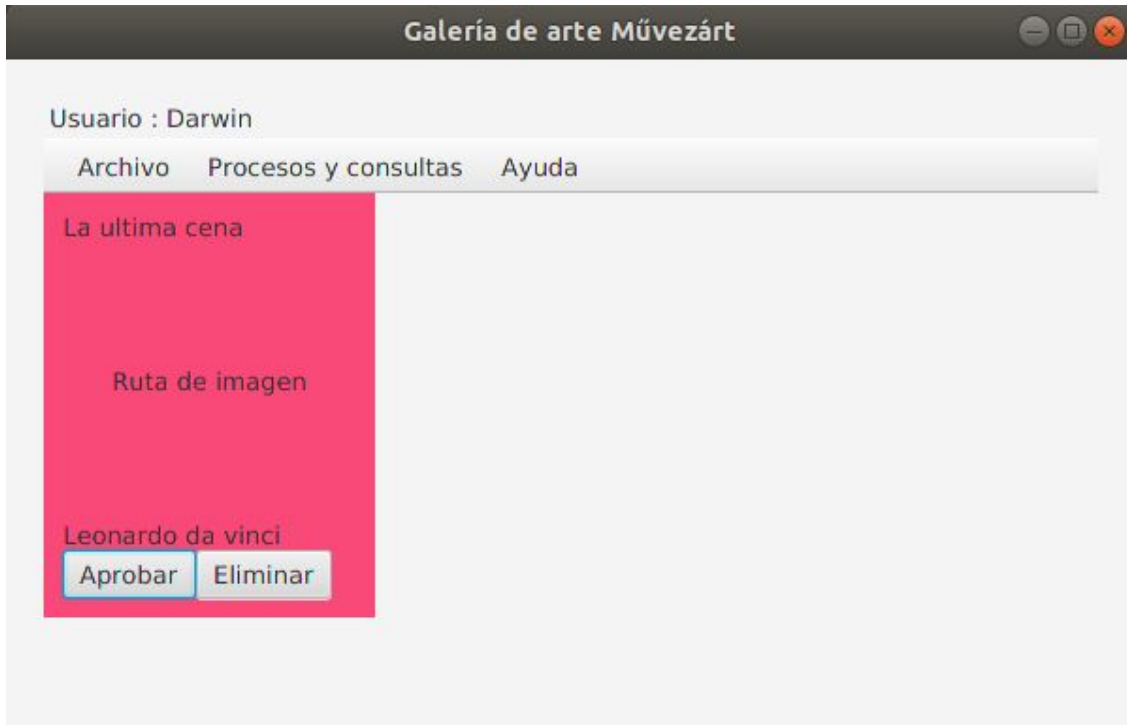 Galería de arte Művezárt
Usuario : Darwin
Archivo Procesos y consultas Ayuda
La ultima cena
Ruta de imagen
Leonardo da vinci
Aprobar Eliminar